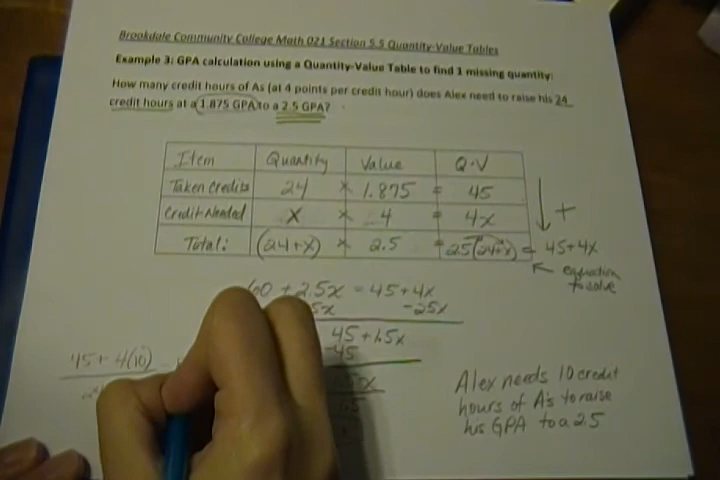 Brookdale Community College Math 021 Section 5.5 Quantity-Value Tables
Example 3: GPA calculation using a Quantity-Value Table to find 1 missing quantity:
How many credit hours of As (at 4 points per credit hour) does Alex need to raise his 24
credit hours at a 1.875 GPA to a 2.5 GPA?
Item Quantity Value Q·V
Taken Credits 24 × 1.875 = 45
Credit Needed X × 4 = 4x
Total: (24+x) × 2.5 = 2.5(24+x) = 45+4x
+
equation
to solve
60 + 2.5x = 45+4x
5x -2.5x
45+1.5x
-45
45+4(10)
Alex needs 10 credit
hours of A's to raise
his GPA to a 2.5